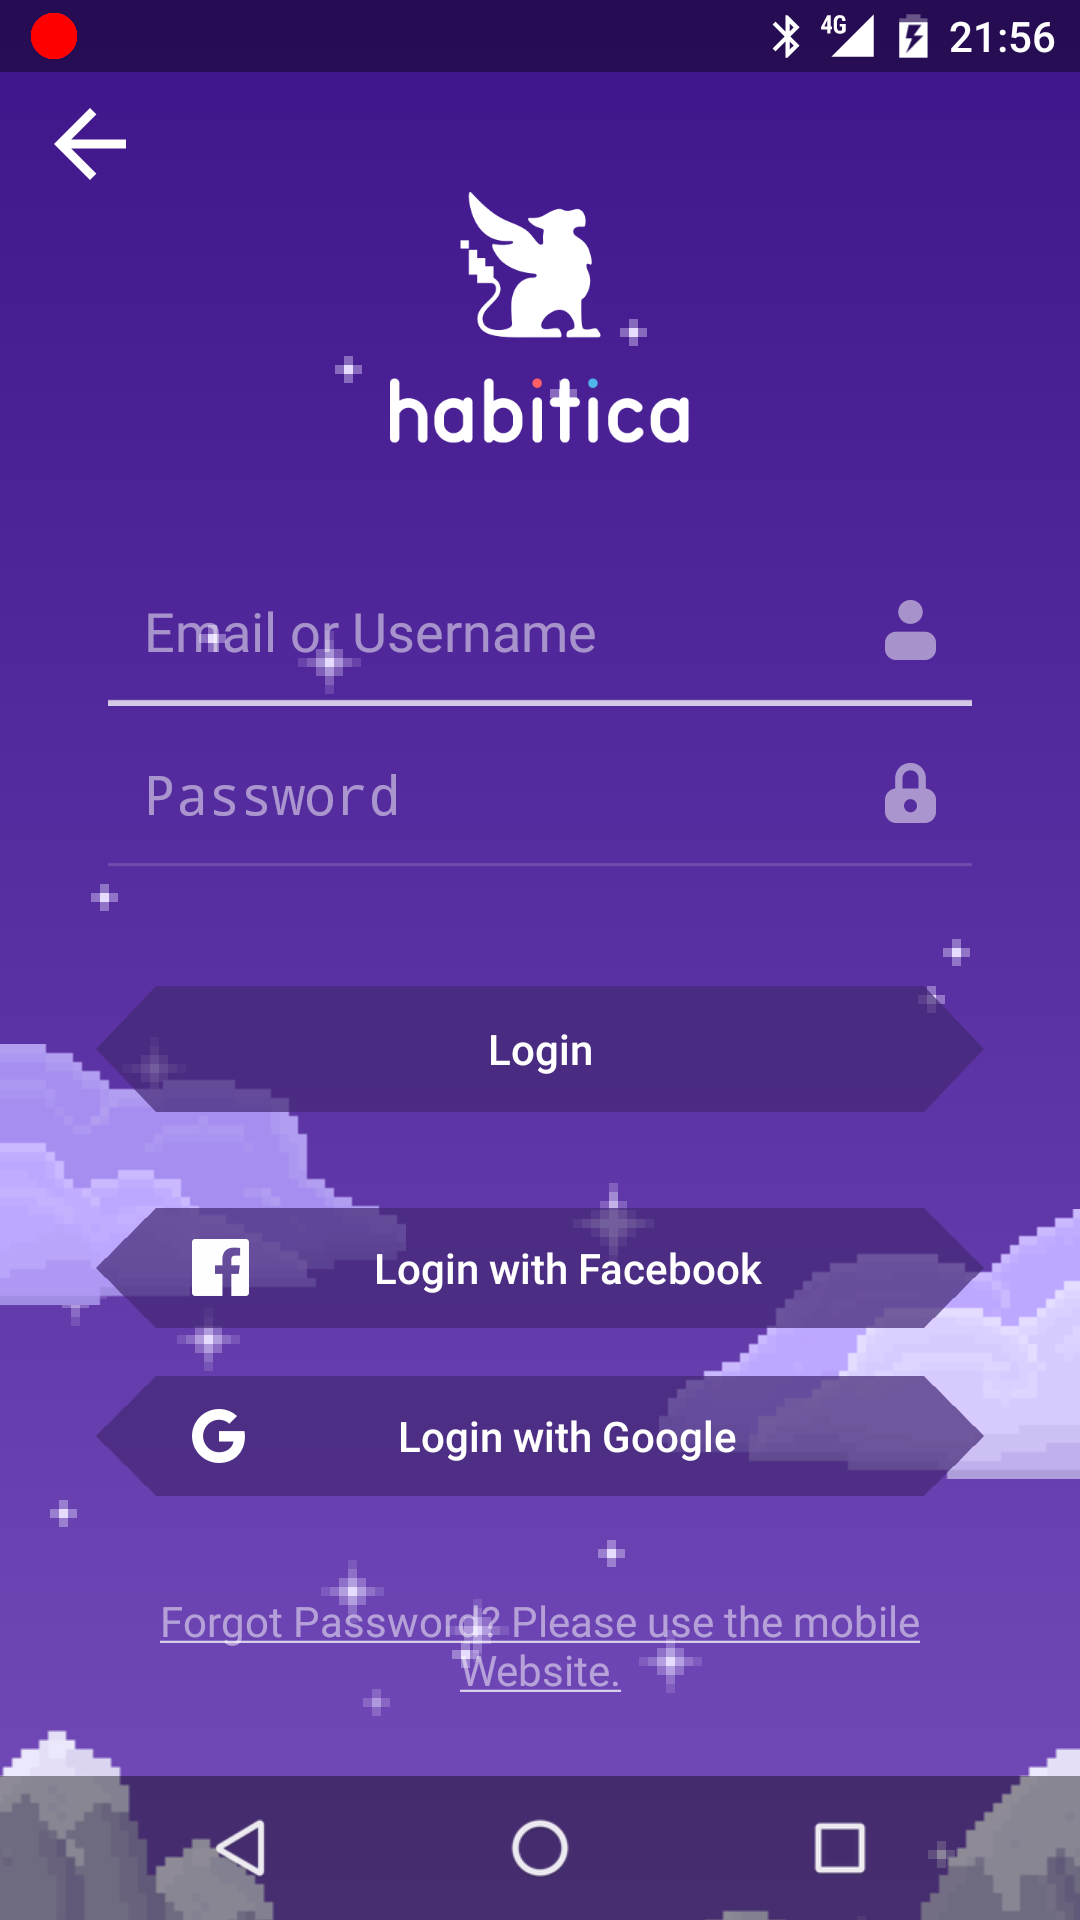 4G 21:56
habitica
Email or Username
Password
Login
Login with Facebook
Login with Google
Forgot Password? Please use the mobile
Website.